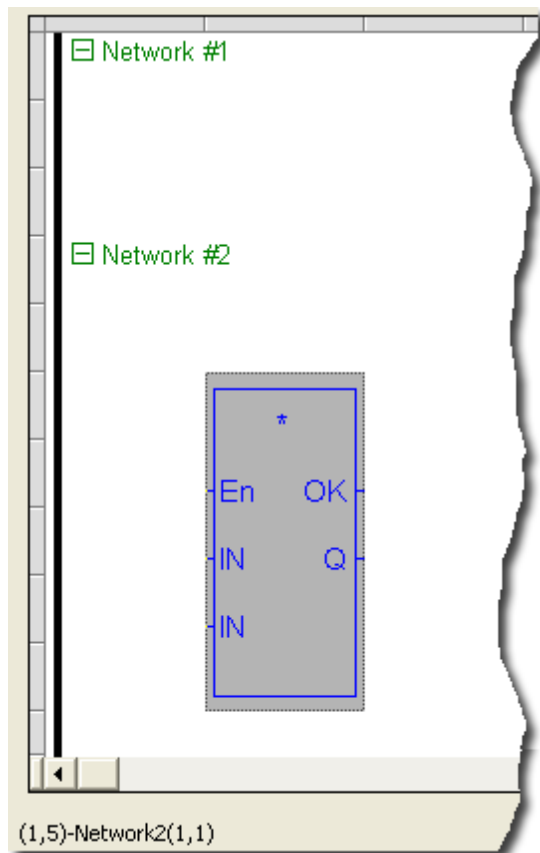 Network #1
Network #2
*
En OK
IN Q
IN
(1,5)-Network2(1,1)